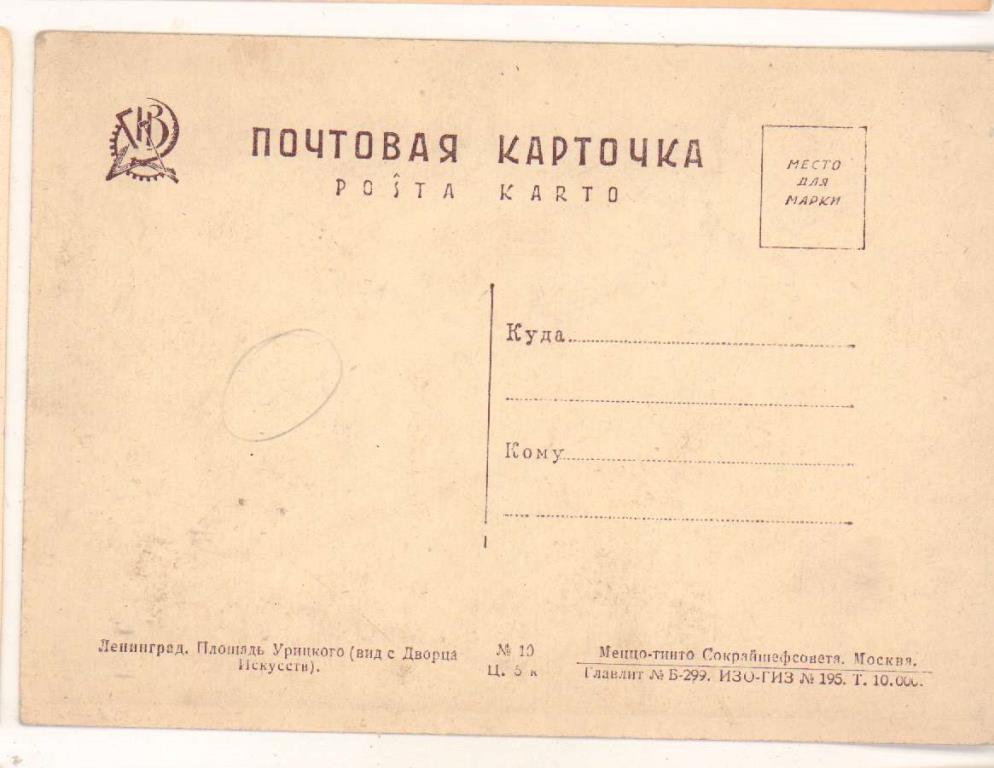 ПОЧТОВАЯ КАРТОЧКА
POŜTA KARTO
МЕСТО
ДЛЯ
МАРКИ
Куда
Кому
Ленинград. Площадь Урицкого (вид с Дворца
Искусств).
№ 10
Ц. 5 к
Меццо-тинто Сокрайшефсовета. Москва.
Главлит № Б-299. ИЗО-ГИЗ № 195. Т. 10.000.